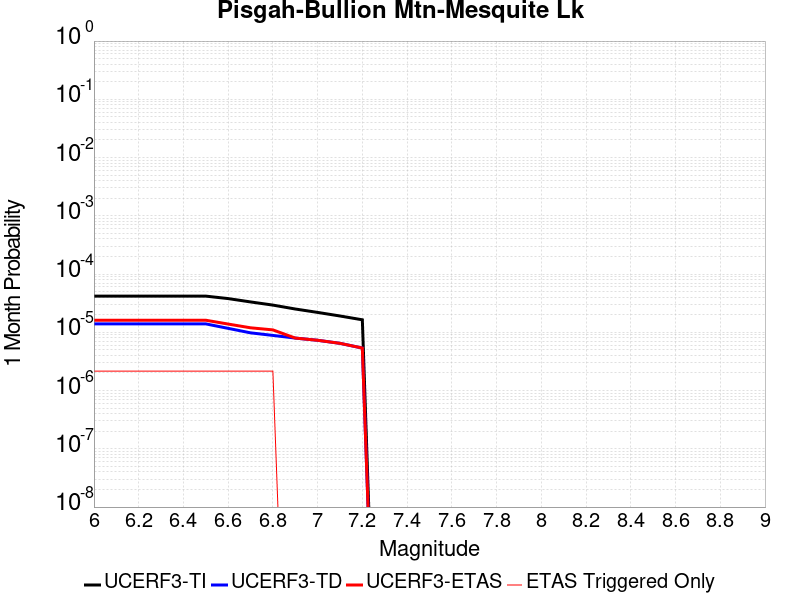 Pisgah-Bullion Mtn-Mesquite Lk
10^0
10^-1
10^-2
10^-3
10^-4
10^-5
10^-6
10^-7
10^-8
1 Month Probability
6 6.2 6.4 6.6 6.8 7 7.2 7.4 7.6 7.8 8 8.2 8.4 8.6 8.8 9
Magnitude
UCERF3-TI UCERF3-TD UCERF3-ETAS ETAS Triggered Only